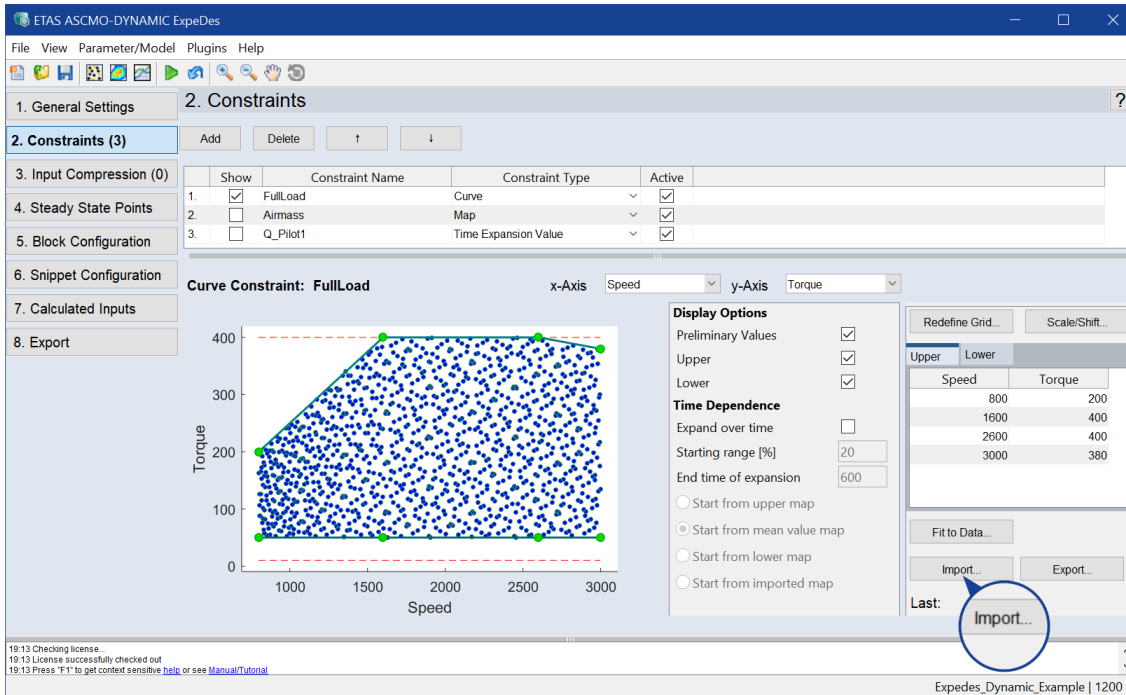 ETAS ASCMO-DYNAMIC ExpeDes
File View Parameter/Model Plugins Help
1. General Settings
2. Constraints (3)
3. Input Compression (0)
4. Steady State Points
5. Block Configuration
6. Snippet Configuration
7. Calculated Inputs
8. Export
2. Constraints
?
Add Delete ↑ ↓
Show Constraint Name Constraint Type Active
1. FullLoad Curve
2. Airmass Map
3. Q_Pilot1 Time Expansion Value
Curve Constraint: FullLoad x-Axis Speed y-Axis Torque
400
300
200
100
0
Torque
1000 1500 2000 2500 3000
Speed
Display Options
Preliminary Values
Upper
Lower
Time Dependence
Expand over time
Starting range [%] 20
End time of expansion 600
Start from upper map
Start from mean value map
Start from lower map
Start from imported map
Redefine Grid... Scale/Shift...
Upper Lower
Speed Torque
800 200
1600 400
2600 400
3000 380
Fit to Data...
Import... Export...
Last:
Import...
19:13 Checking license...
19:13 License successfully checked out
19:13 Press "F1" to get context sensitive help or see Manual/Tutorial
Expedes_Dynamic_Example | 1200